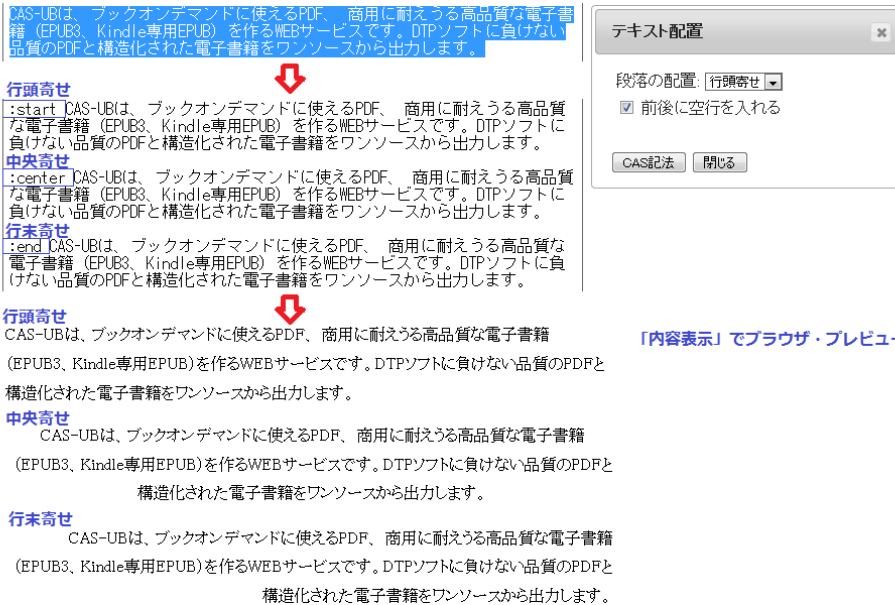 CAS-UBは、ブックオンデマンドに使えるPDF、 商用に耐えうる高品質な電子書
籍（EPUB3、Kindle専用EPUB）を作るWEBサービスです。DTPソフトに負けない
品質のPDFと構造化された電子書籍をワンソースから出力します。
行頭寄せ
:start CAS-UBは、ブックオンデマンドに使えるPDF、 商用に耐えうる高品質
な電子書籍（EPUB3、Kindle専用EPUB）を作るWEBサービスです。DTPソフトに
負けない品質のPDFと構造化された電子書籍をワンソースから出力します。
中央寄せ
:center CAS-UBは、ブックオンデマンドに使えるPDF、 商用に耐えうる高品質
な電子書籍（EPUB3、Kindle専用EPUB）を作るWEBサービスです。DTPソフトに
負けない品質のPDFと構造化された電子書籍をワンソースから出力します。
行末寄せ
:end CAS-UBは、ブックオンデマンドに使えるPDF、 商用に耐えうる高品質な
電子書籍（EPUB3、Kindle専用EPUB）を作るWEBサービスです。DTPソフトに負
けない品質のPDFと構造化された電子書籍をワンソースから出力します。
テキスト配置
段落の配置: 行頭寄せ
前後に空行を入れる
CAS記法 閉じる
行頭寄せ
CAS-UBは、ブックオンデマンドに使えるPDF、 商用に耐えうる高品質な電子書籍
(EPUB3、Kindle専用EPUB)を作るWEBサービスです。DTPソフトに負けない品質のPDFと
構造化された電子書籍をワンソースから出力します。
「内容表示」でブラウザ・プレビュー
中央寄せ
CAS-UBは、ブックオンデマンドに使えるPDF、 商用に耐えうる高品質な電子書籍
(EPUB3、Kindle専用EPUB)を作るWEBサービスです。DTPソフトに負けない品質のPDFと
構造化された電子書籍をワンソースから出力します。
行末寄せ
CAS-UBは、ブックオンデマンドに使えるPDF、 商用に耐えうる高品質な電子書籍
(EPUB3、Kindle専用EPUB)を作るWEBサービスです。DTPソフトに負けない品質のPDFと
構造化された電子書籍をワンソースから出力します。